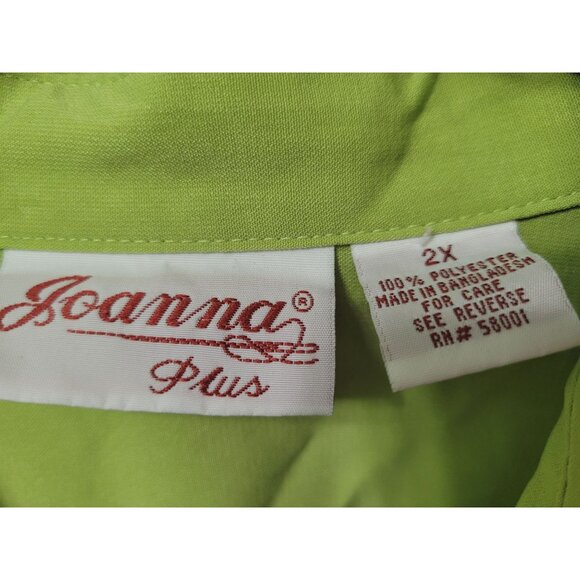 Joanna®
Plus
2X
100% POLYESTER
MADE IN BANGLADESH
FOR CARE
SEE REVERSE
RN# 58001